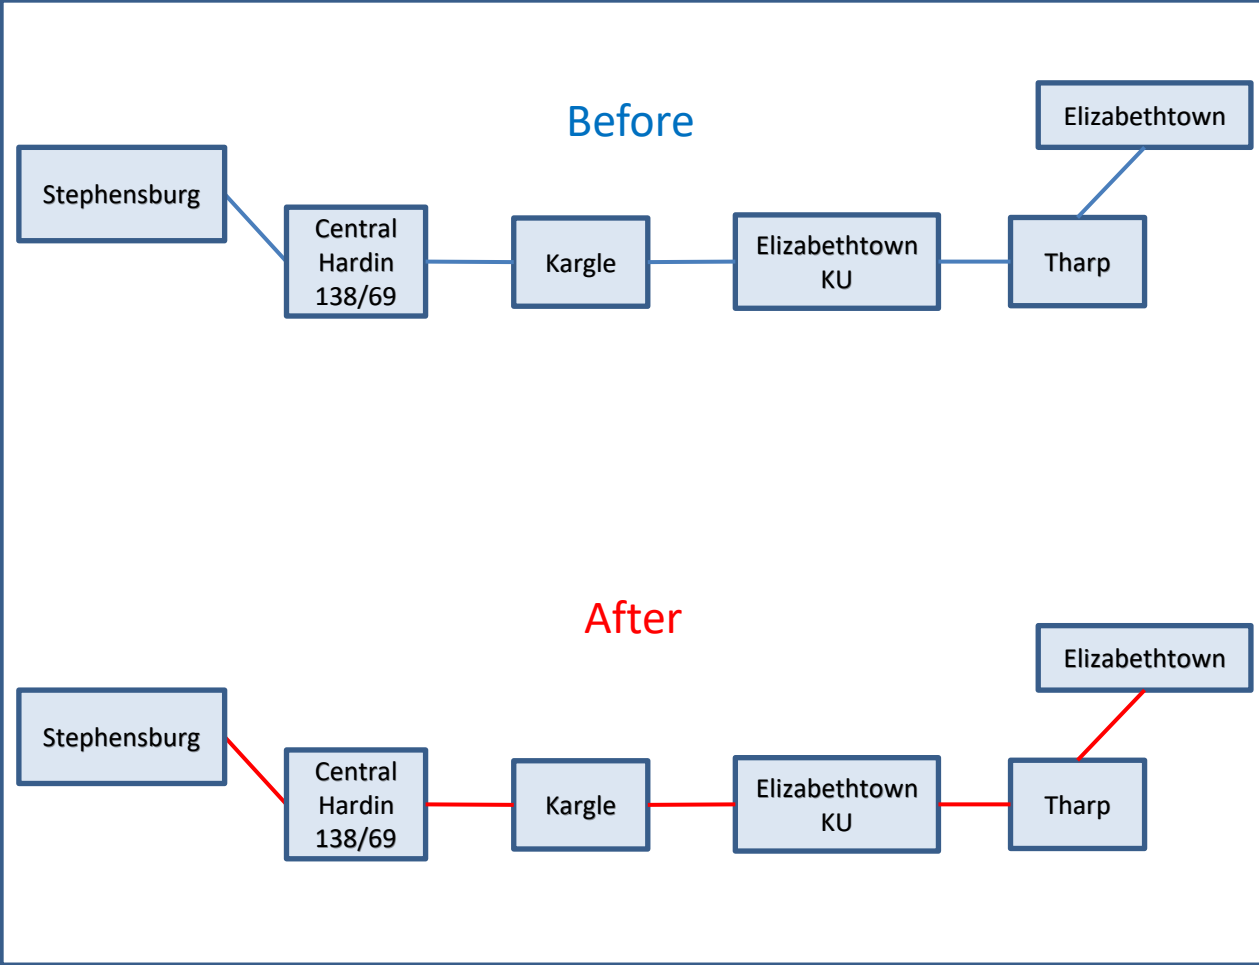 Before
Elizabethtown
Stephensburg
Central
Hardin
138/69
Kargle
Elizabethtown
KU
Tharp
After
Elizabethtown
Stephensburg
Central
Hardin
138/69
Kargle
Elizabethtown
KU
Tharp